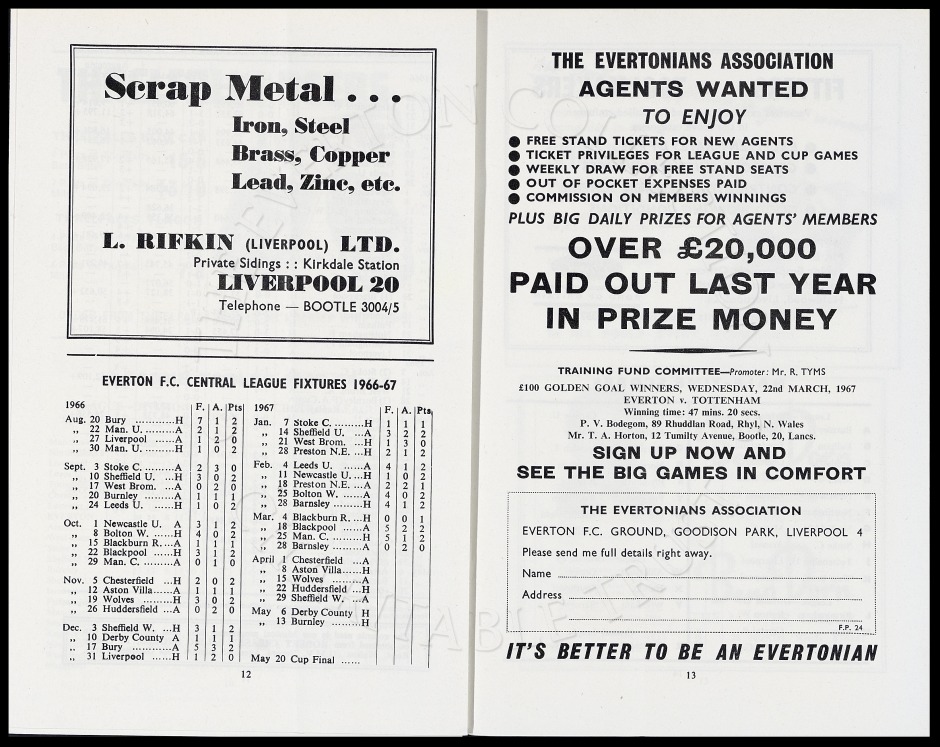 Scrap Metal . . .
Iron, Steel
Brass, Copper
Lead, Zinc, etc.
L. RIFKIN (LIVERPOOL) LTD.
Private Sidings : : Kirkdale Station
LIVERPOOL 20
Telephone — BOOTLE 3004/5
EVERTON F.C. CENTRAL LEAGUE FIXTURES 1966-67
1966 F. A. Pts
Aug. 20 Bury ............H 7 1 2
,, 22 Man. U. ......A 2 1 2
,, 27 Liverpool ......A 1 2 0
,, 30 Man. U. ......H 1 0 2
Sept. 3 Stoke C. .........A 2 3 0
,, 10 Sheffield U. ...H 3 0 2
,, 17 West Brom. ...A 0 2 0
,, 20 Burnley .........A 1 1 1
,, 24 Leeds U. ......H 1 0 2
Oct. 1 Newcastle U. A 3 1 2
,, 8 Bolton W. ......H 4 0 2
,, 15 Blackburn R. ...A 1 1 1
,, 22 Blackpool ......H 3 1 2
,, 29 Man. C. .........A 0 1 0
Nov. 5 Chesterfield ...H 2 0 2
,, 12 Aston Villa......A 1 1 1
,, 19 Wolves .........H 3 0 2
,, 26 Huddersfield ...A 0 2 0
Dec. 3 Sheffield W. ...H 3 1 2
,, 10 Derby County A 1 1 1
,, 17 Bury ............A 5 3 2
,, 31 Liverpool ......H 1 2 0
1967 F. A. Pts
Jan. 7 Stoke C. .........H 1 1 1
,, 14 Sheffield U. ...A 3 2 2
,, 21 West Brom. ...H 1 3 0
,, 28 Preston N.E. ...H 2 1 2
Feb. 4 Leeds U. ......A 4 1 2
,, 11 Newcastle U. ...H 1 0 2
,, 18 Preston N.E. ...A 2 2 1
,, 25 Bolton W. ......A 4 0 2
,, 28 Barnsley .........H 4 1 2
Mar. 4 Blackburn R. ...H 0 0 1
,, 18 Blackpool ......A 5 2 2
,, 25 Man. C. .........H 5 1 2
,, 28 Barnsley .........A 0 2 0
April 1 Chesterfield ...A
,, 8 Aston Villa......H
,, 15 Wolves .........A
,, 22 Huddersfield ...H
,, 29 Sheffield W. ...A
May 6 Derby County H
,, 13 Burnley .........H
May 20 Cup Final ......
12
THE EVERTONIANS ASSOCIATION
AGENTS WANTED
TO ENJOY
● FREE STAND TICKETS FOR NEW AGENTS
● TICKET PRIVILEGES FOR LEAGUE AND CUP GAMES
● WEEKLY DRAW FOR FREE STAND SEATS
● OUT OF POCKET EXPENSES PAID
● COMMISSION ON MEMBERS WINNINGS
PLUS BIG DAILY PRIZES FOR AGENTS' MEMBERS
OVER £20,000
PAID OUT LAST YEAR
IN PRIZE MONEY
TRAINING FUND COMMITTEE—Promoter: Mr. R. TYMS
£100 GOLDEN GOAL WINNERS, WEDNESDAY, 22nd MARCH, 1967
EVERTON v. TOTTENHAM
Winning time: 47 mins. 20 secs.
P. V. Bodegom, 89 Rhuddlan Road, Rhyl, N. Wales
Mr. T. A. Horton, 12 Tumilty Avenue, Bootle, 20, Lancs.
SIGN UP NOW AND
SEE THE BIG GAMES IN COMFORT
THE EVERTONIANS ASSOCIATION
EVERTON F.C. GROUND, GOODISON PARK, LIVERPOOL 4
Please send me full details right away.
Name
Address
F.P. 24
IT'S BETTER TO BE AN EVERTONIAN
13